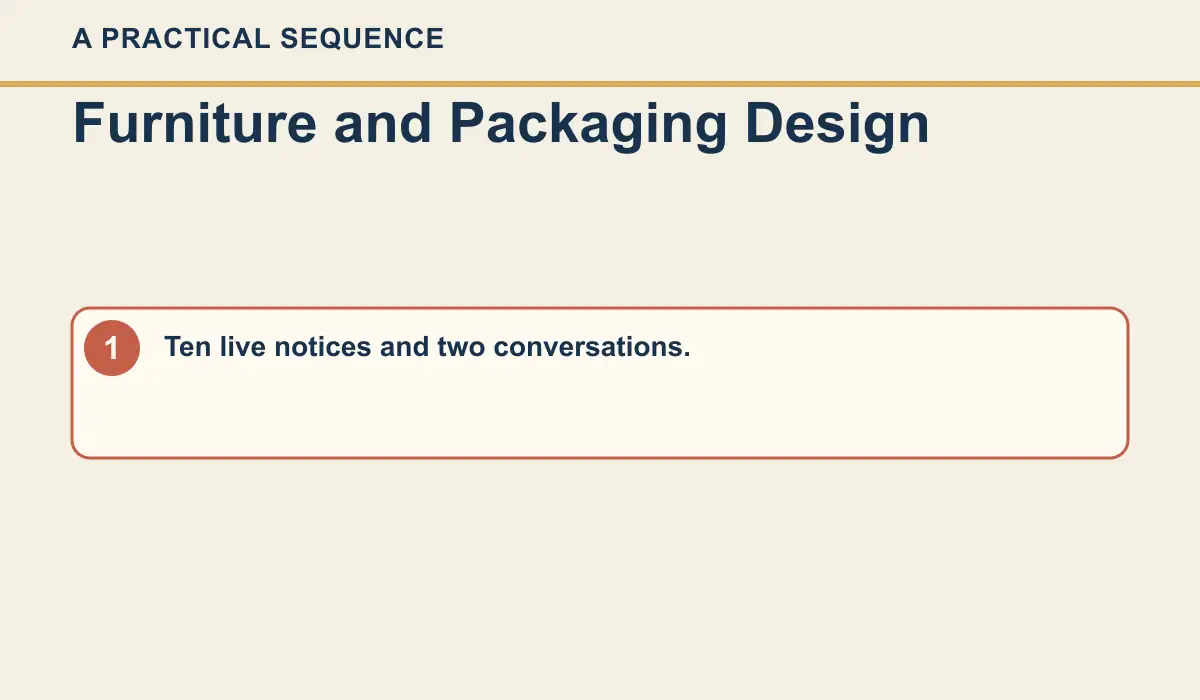 A PRACTICAL SEQUENCE
Furniture and Packaging Design
1
Ten live notices and two conversations.